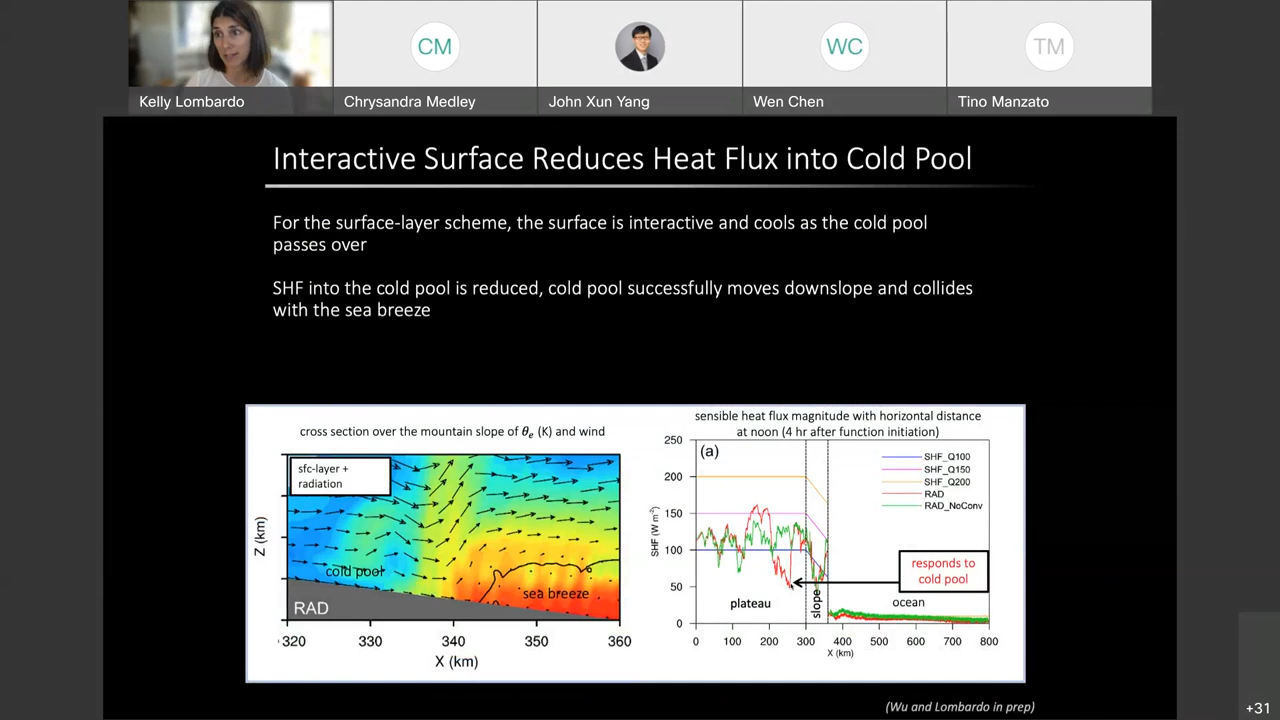 CM
WC
TM
Kelly Lombardo
Chrysandra Medley
John Xun Yang
Wen Chen
Tino Manzato
Interactive Surface Reduces Heat Flux into Cold Pool
For the surface-layer scheme, the surface is interactive and cools as the cold pool
passes over
SHF into the cold pool is reduced, cold pool successfully moves downslope and collides
with the sea breeze
cross section over the mountain slope of θe (K) and wind
sfc-layer +
radiation
Z (km)
cold pool
sea breeze
RAD
320 330 340 350 360
X (km)
sensible heat flux magnitude with horizontal distance
at noon (4 hr after function initiation)
(a)
250
200
150
100
50
0
SHF (W m-2)
SHF_Q100
SHF_Q150
SHF_Q200
RAD
RAD_NoConv
responds to
cold pool
plateau
slope
ocean
0 100 200 300 400 500 600 700 800
X (km)
(Wu and Lombardo in prep)
+31